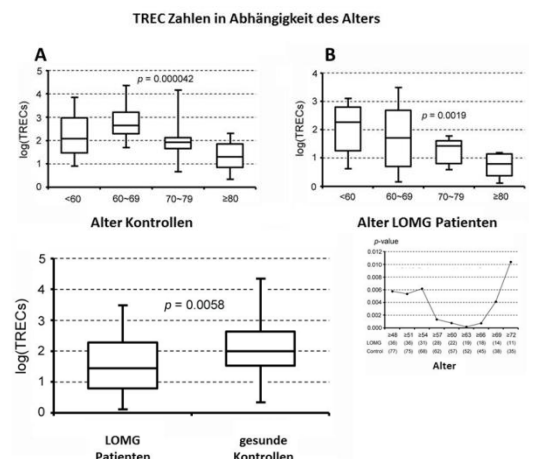 TREC Zahlen in Abhängigkeit des Alters
A
p = 0.000042
log(TRECs)
5
4
3
2
1
0
<60 60~69 70~79 ≥80
Alter Kontrollen
B
p = 0.0019
log(TRECs)
4
3
2
1
0
<60 60~69 70~79 ≥80
Alter LOMG Patienten
p = 0.0058
log(TRECs)
5
4
3
2
1
0
LOMG gesunde
Patienten Kontrollen
p-value
0.012
0.010
0.008
0.006
0.004
0.002
0.000
≥48 ≥51 ≥54 ≥57 ≥60 ≥63 ≥66 ≥69 ≥72
LOMG (36) (36) (31) (28) (22) (19) (18) (14) (11)
Control (77) (75) (68) (62) (57) (52) (45) (38) (35)
Alter